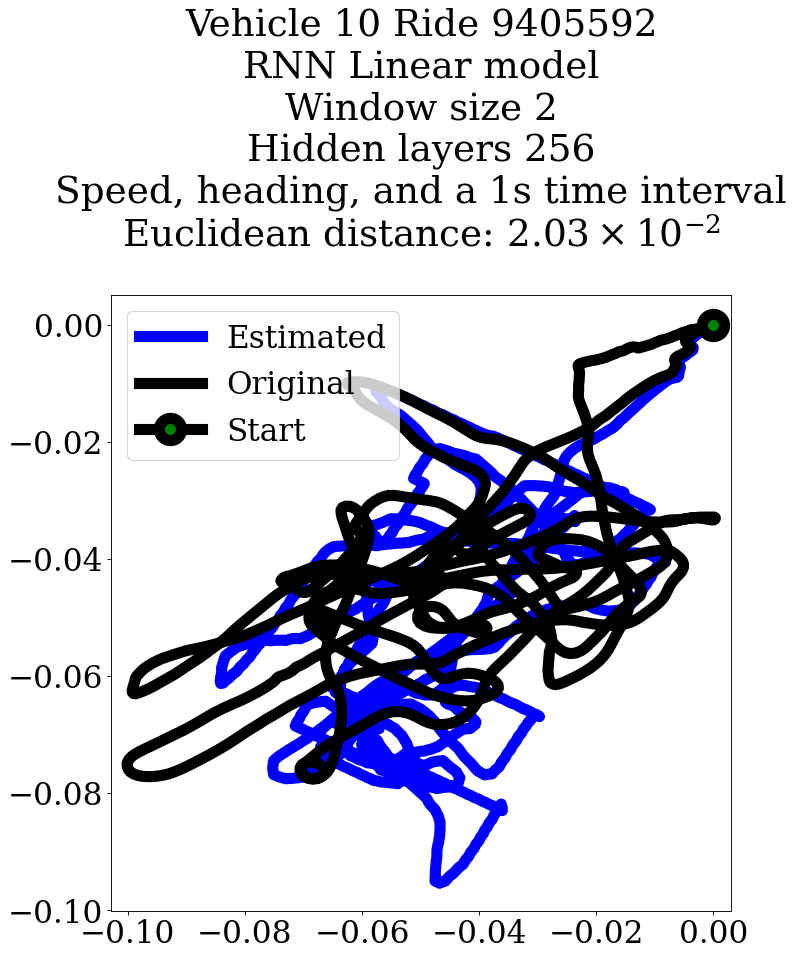 Vehicle 10 Ride 9405592
RNN Linear model
Window size 2
Hidden layers 256
Speed, heading, and a 1s time interval
Euclidean distance: 2.03 × 10⁻²
Estimated
Original
Start
0.00
−0.02
−0.04
−0.06
−0.08
−0.10
−0.10 −0.08 −0.06 −0.04 −0.02 0.00